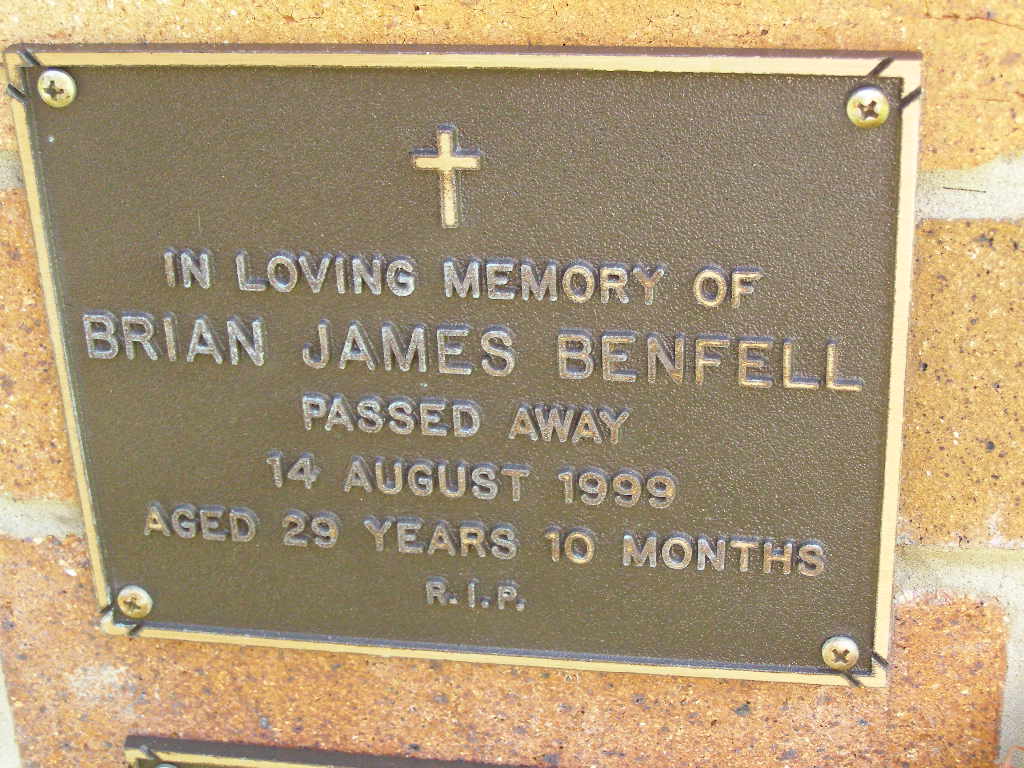 IN LOVING MEMORY OF
BRIAN JAMES BENFELL
PASSED AWAY
14 AUGUST 1999
AGED 29 YEARS 10 MONTHS
R.I.P.